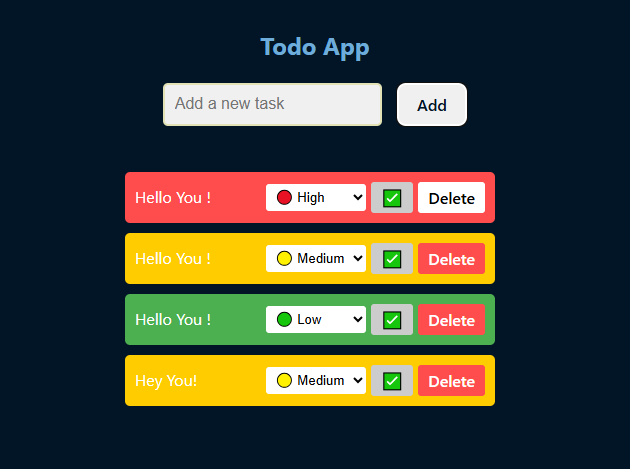 Todo App
Add a new task Add
Hello You ! High Delete
Hello You ! Medium Delete
Hello You ! Low Delete
Hey You! Medium Delete